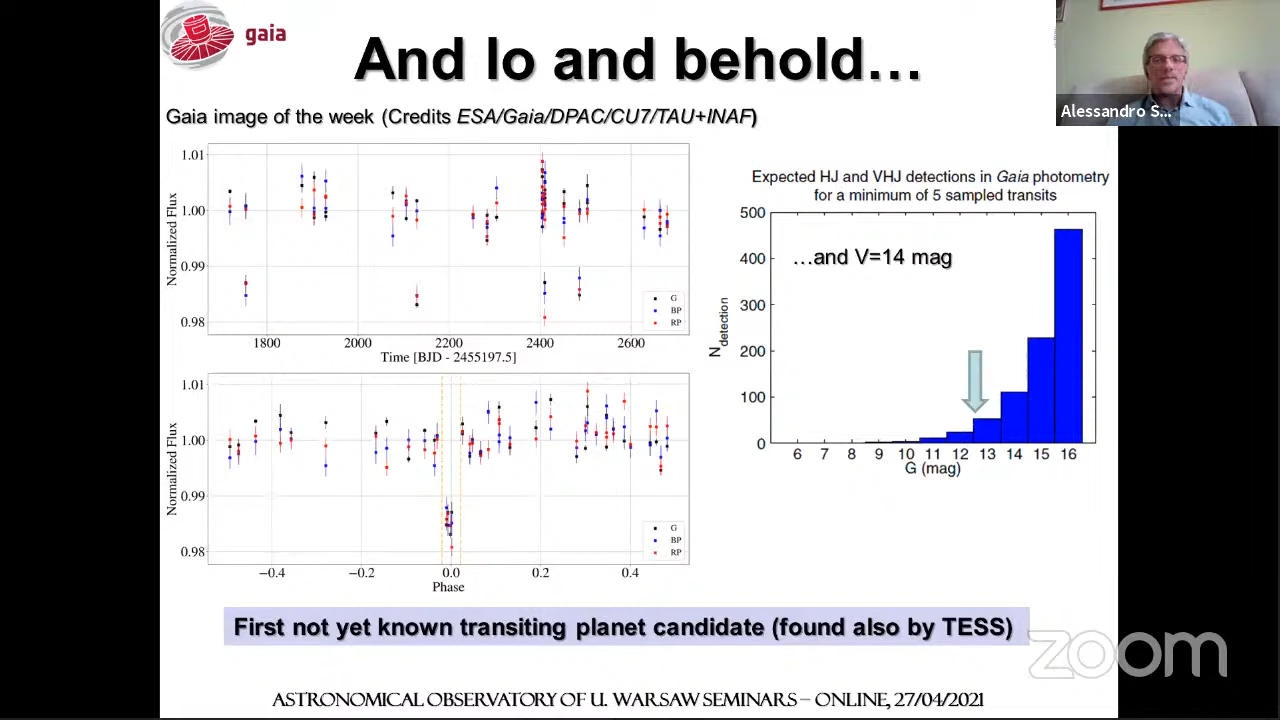 gaia
And lo and behold…
Alessandro S...
Gaia image of the week (Credits ESA/Gaia/DPAC/CU7/TAU+INAF)
1.01
1.00
0.99
0.98
Normalized Flux
G
BP
RP
1800
2000
2200
2400
2600
Time [BJD - 2455197.5]
1.01
1.00
0.99
0.98
Normalized Flux
G
BP
RP
−0.4
−0.2
0.0
0.2
0.4
Phase
Expected HJ and VHJ detections in Gaia photometry
for a minimum of 5 sampled transits
…and V=14 mag
500
400
300
200
100
0
Ndetection
6
7
8
9
10
11
12
13
14
15
16
G (mag)
First not yet known transiting planet candidate (found also by TESS)
zoom
ASTRONOMICAL OBSERVATORY OF U. WARSAW SEMINARS – ONLINE, 27/04/2021